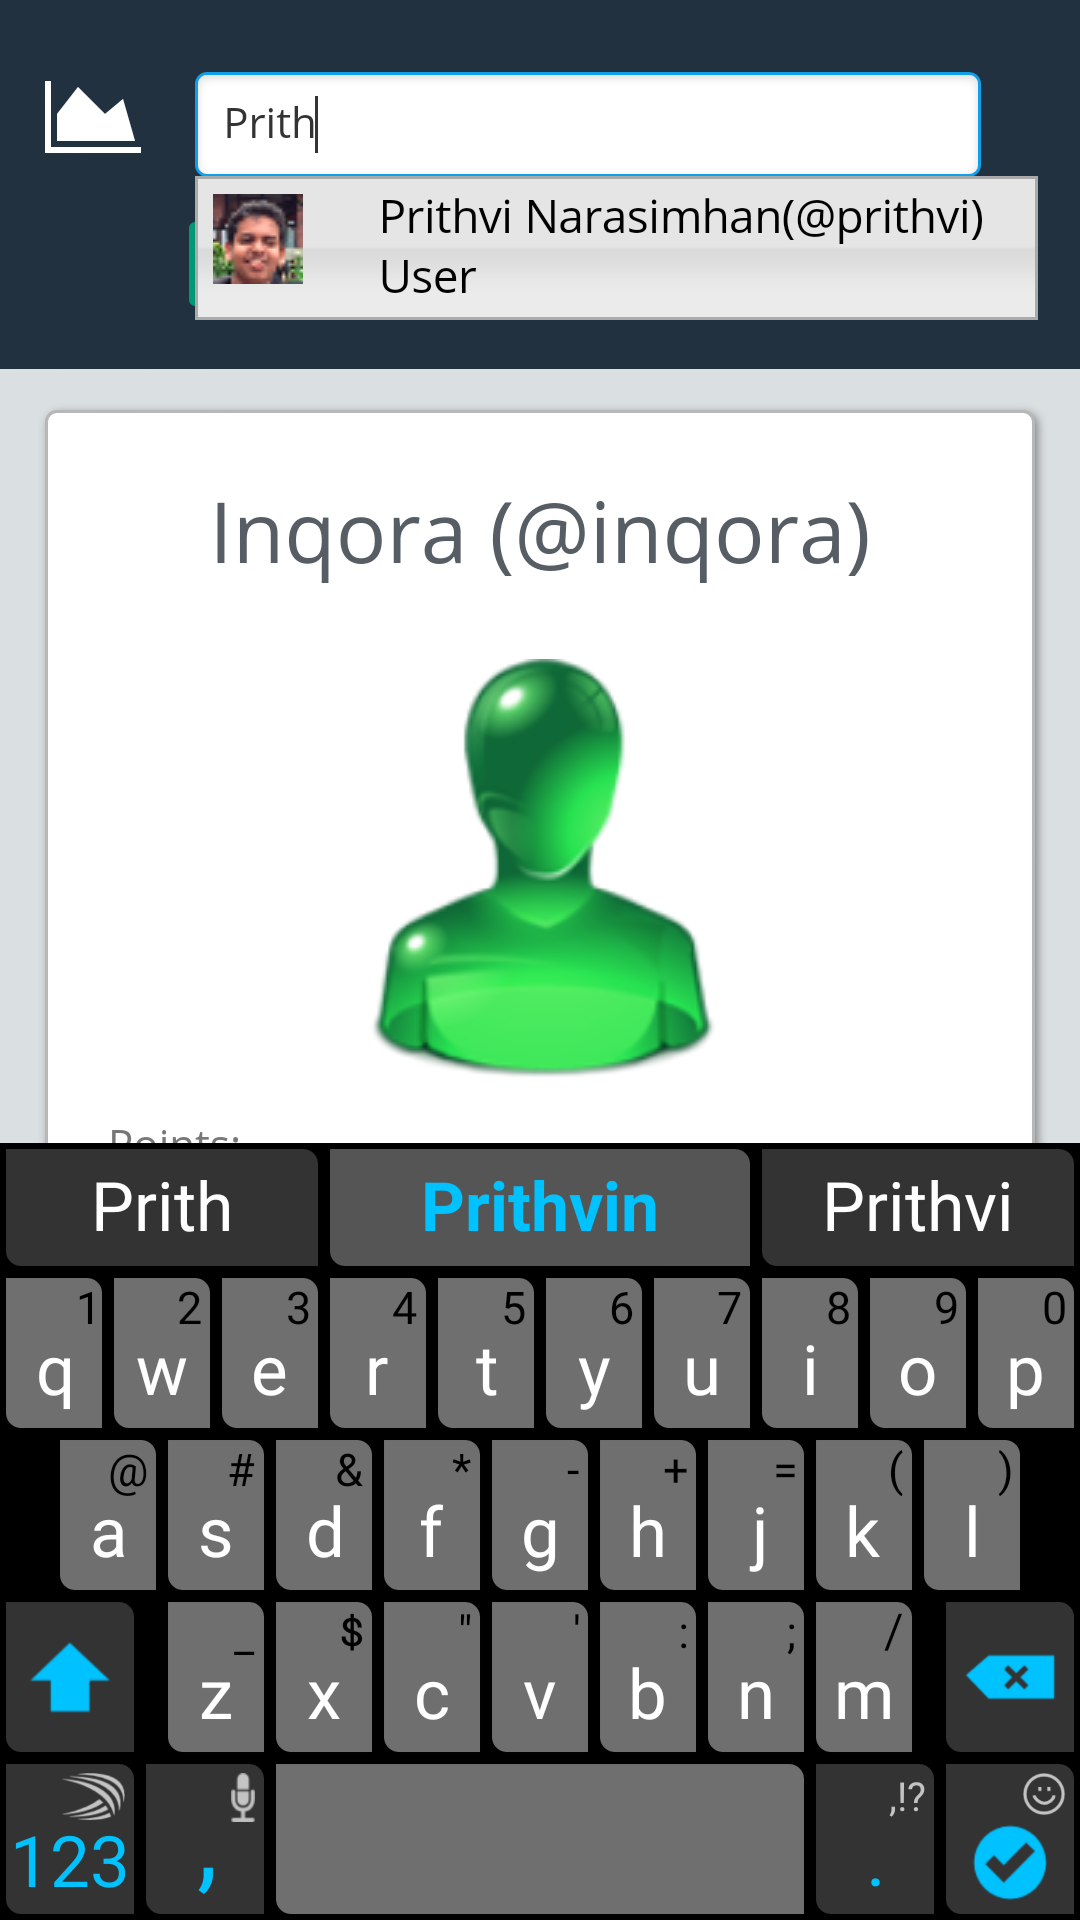 Prith
Prithvi Narasimhan(@prithvi)
User
Inqora (@inqora)
Points:
Prith Prithvin Prithvi
1 2 3 4 5 6 7 8 9 0
q w e r t y u i o p
@ # & * - + = ( )
a s d f g h j k l
_ $ " ' : ; /
z x c v b n m
,!?
123 , .